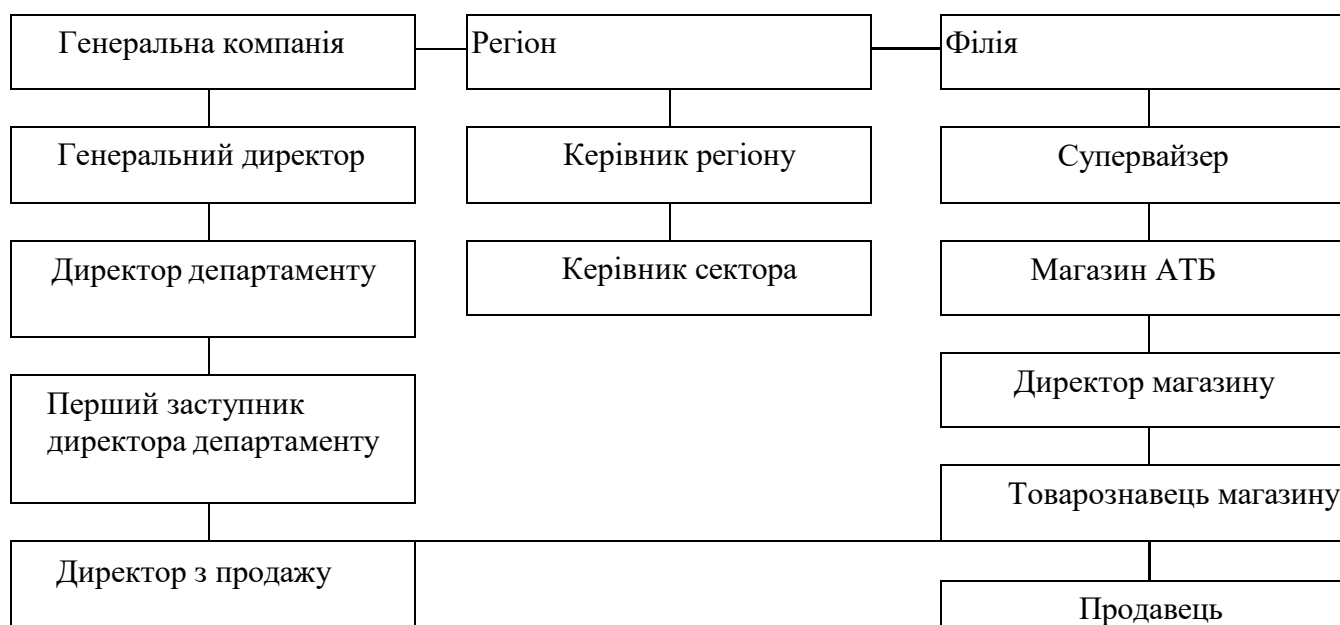 Генеральна компанія
Регіон
Філія
Генеральний директор
Керівник регіону
Супервайзер
Директор департаменту
Керівник сектора
Магазин АТБ
Перший заступник
директора департаменту
Директор магазину
Товарознавець магазину
Директор з продажу
Продавець